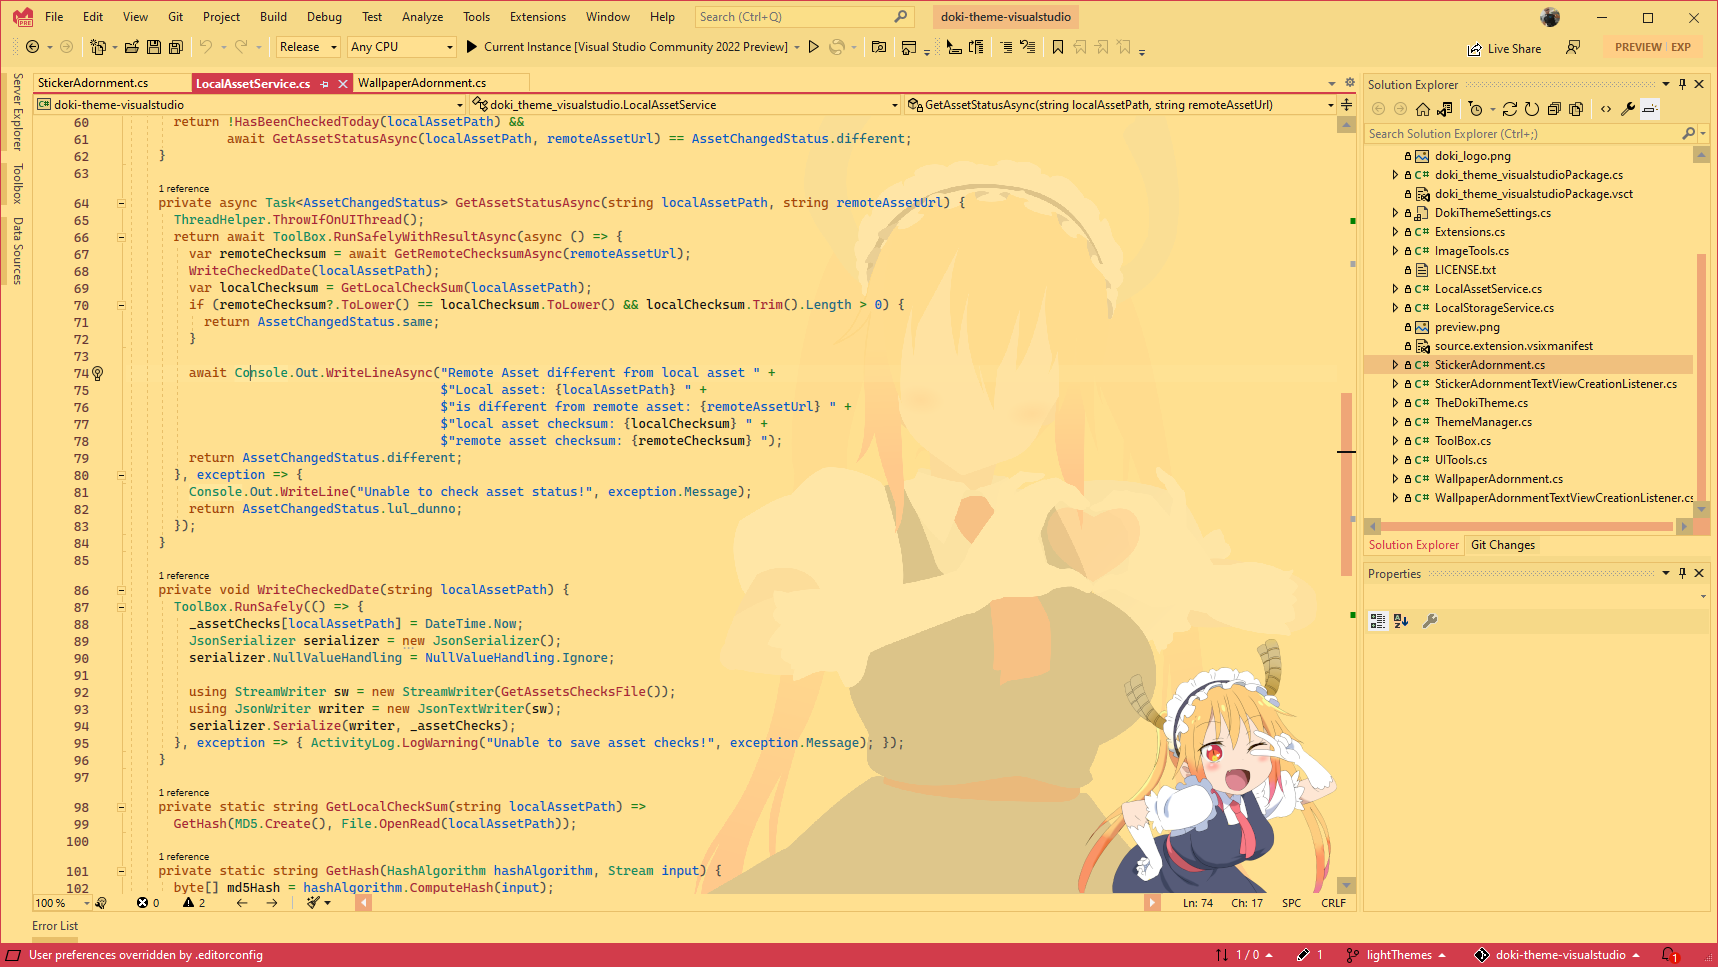 File Edit View Git Project Build Debug Test Analyze Tools Extensions Window Help Search (Ctrl+Q) doki-theme-visualstudio
Release Any CPU Current Instance [Visual Studio Community 2022 Preview] Live Share PREVIEW EXP
Server Explorer
Toolbox
Data Sources
StickerAdornment.cs LocalAssetService.cs WallpaperAdornment.cs
doki-theme-visualstudio doki_theme_visualstudio.LocalAssetService GetAssetStatusAsync(string localAssetPath, string remoteAssetUrl)
60 return !HasBeenCheckedToday(localAssetPath) &&
61 await GetAssetStatusAsync(localAssetPath, remoteAssetUrl) == AssetChangedStatus.different;
62 }
63
1 reference
64 private async Task<AssetChangedStatus> GetAssetStatusAsync(string localAssetPath, string remoteAssetUrl) {
65 ThreadHelper.ThrowIfOnUIThread();
66 return await ToolBox.RunSafelyWithResultAsync(async () => {
67 var remoteChecksum = await GetRemoteChecksumAsync(remoteAssetUrl);
68 WriteCheckedDate(localAssetPath);
69 var localChecksum = GetLocalCheckSum(localAssetPath);
70 if (remoteChecksum?.ToLower() == localChecksum.ToLower() && localChecksum.Trim().Length > 0) {
71 return AssetChangedStatus.same;
72 }
73
74 await Console.Out.WriteLineAsync("Remote Asset different from local asset " +
75 $"Local asset: {localAssetPath} " +
76 $"is different from remote asset: {remoteAssetUrl} " +
77 $"local asset checksum: {localChecksum} " +
78 $"remote asset checksum: {remoteChecksum} ");
79 return AssetChangedStatus.different;
80 }, exception => {
81 Console.Out.WriteLine("Unable to check asset status!", exception.Message);
82 return AssetChangedStatus.lul_dunno;
83 });
84 }
85
1 reference
86 private void WriteCheckedDate(string localAssetPath) {
87 ToolBox.RunSafely(() => {
88 _assetChecks[localAssetPath] = DateTime.Now;
89 JsonSerializer serializer = new JsonSerializer();
90 serializer.NullValueHandling = NullValueHandling.Ignore;
91
92 using StreamWriter sw = new StreamWriter(GetAssetsChecksFile());
93 using JsonWriter writer = new JsonTextWriter(sw);
94 serializer.Serialize(writer, _assetChecks);
95 }, exception => { ActivityLog.LogWarning("Unable to save asset checks!", exception.Message); });
96 }
97
1 reference
98 private static string GetLocalCheckSum(string localAssetPath) =>
99 GetHash(MD5.Create(), File.OpenRead(localAssetPath));
100
1 reference
101 private static string GetHash(HashAlgorithm hashAlgorithm, Stream input) {
102 byte[] md5Hash = hashAlgorithm.ComputeHash(input);
100 % 0 2 Ln: 74 Ch: 17 SPC CRLF
Error List
Solution Explorer
Search Solution Explorer (Ctrl+;)
doki_logo.png
C# doki_theme_visualstudioPackage.cs
doki_theme_visualstudioPackage.vsct
DokiThemeSettings.cs
C# Extensions.cs
C# ImageTools.cs
LICENSE.txt
C# LocalAssetService.cs
C# LocalStorageService.cs
preview.png
source.extension.vsixmanifest
C# StickerAdornment.cs
C# StickerAdornmentTextViewCreationListener.cs
C# TheDokiTheme.cs
C# ThemeManager.cs
C# ToolBox.cs
C# UITools.cs
C# WallpaperAdornment.cs
C# WallpaperAdornmentTextViewCreationListener.cs
Solution Explorer Git Changes
Properties
User preferences overridden by .editorconfig 1 / 0 1 lightThemes doki-theme-visualstudio 1